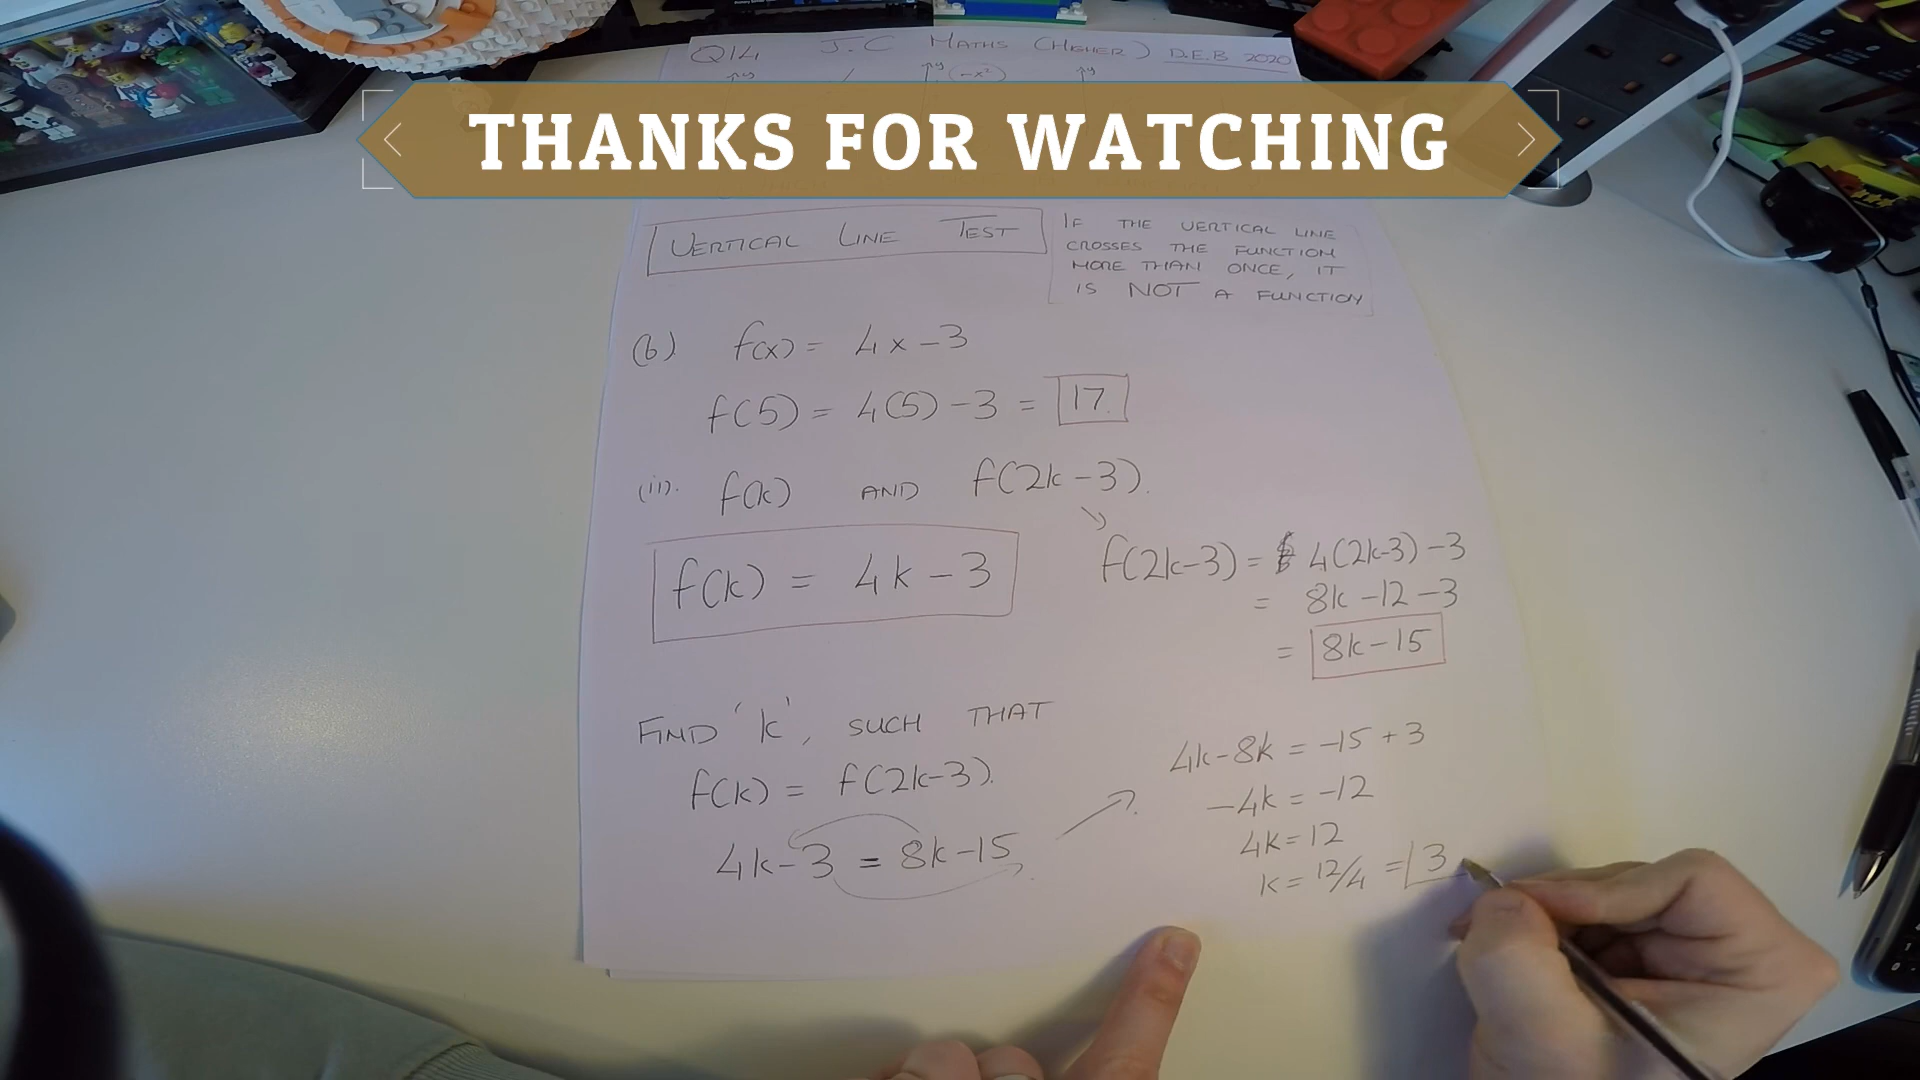 Q14 J.C MATHS (HIGHER) D.E.B 2020
y y (-x²) y
THANKS FOR WATCHING
VERTICAL LINE TEST
IF THE VERTICAL LINE
CROSSES THE FUNCTION
MORE THAN ONCE, IT
IS NOT A FUNCTION
(b) f(x) = 4x - 3
f(5) = 4(5) - 3 = 17.
(ii). f(k) AND f(2k - 3).
f(k) = 4k - 3
f(2k-3) = 4(2k-3) - 3
= 8k - 12 - 3
= 8k - 15
FIND 'k', SUCH THAT
f(k) = f(2k-3).
4k - 3 = 8k - 15
4k - 8k = -15 + 3
-4k = -12
4k = 12
k = 12/4 = 3